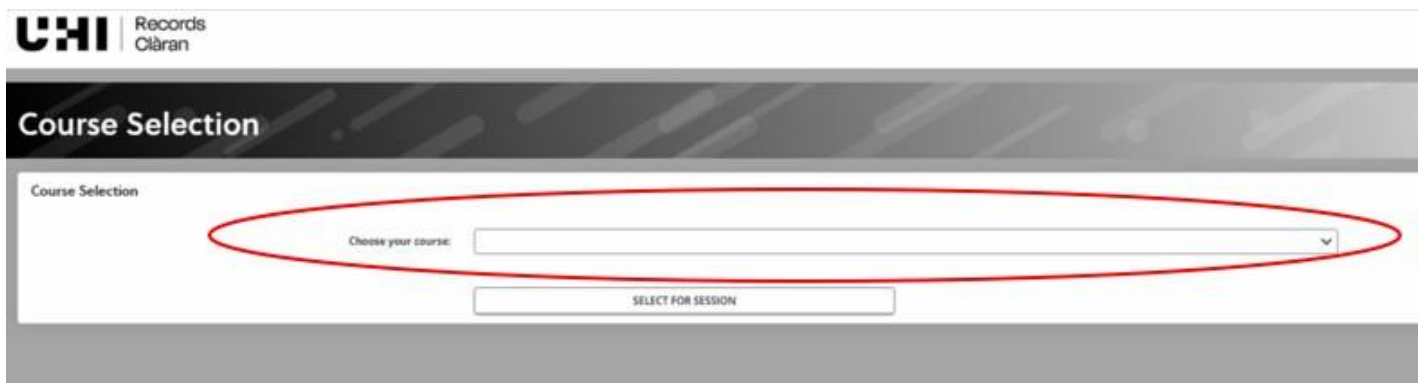 UHI Records
Clàran
Course Selection
Course Selection
Choose your course:
SELECT FOR SESSION